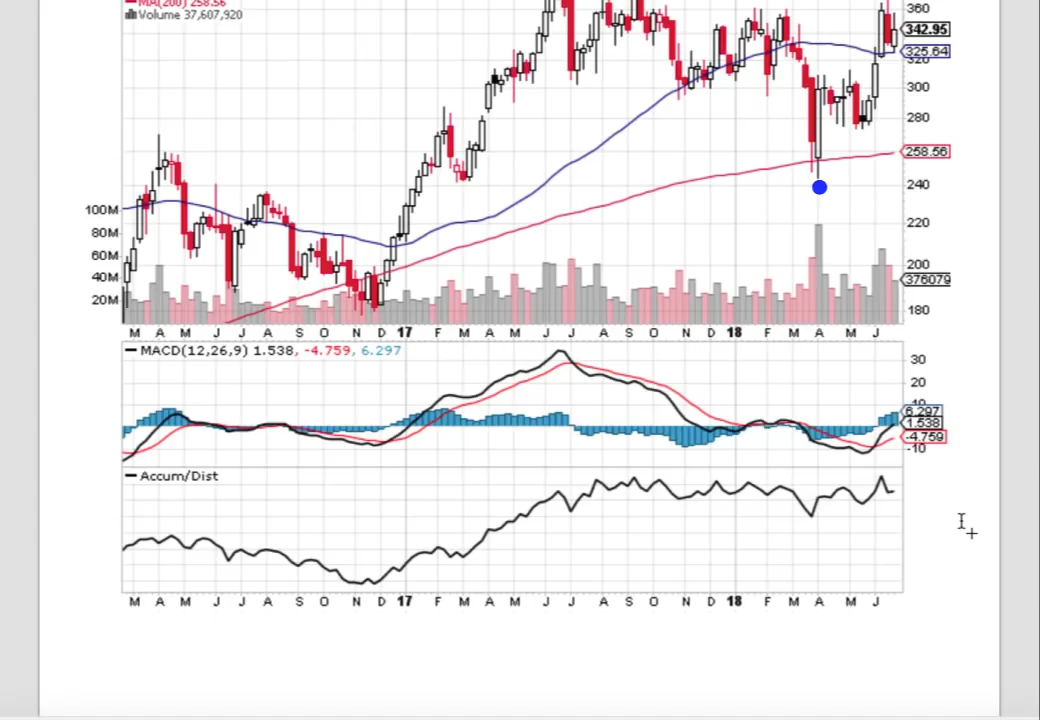 MA(200) 258.56
Volume 37,607,920
360
342.95
325.64
320
300
280
258.56
240
220
200
376079
180
100M
80M
60M
40M
20M
M A M J J A S O N D 17 F M A M J J A S O N D 18 F M A M J
MACD(12,26,9) 1.538, -4.759, 6.297
30
20
10
6.297
1.538
-4.759
-10
Accum/Dist
M A M J J A S O N D 17 F M A M J J A S O N D 18 F M A M J